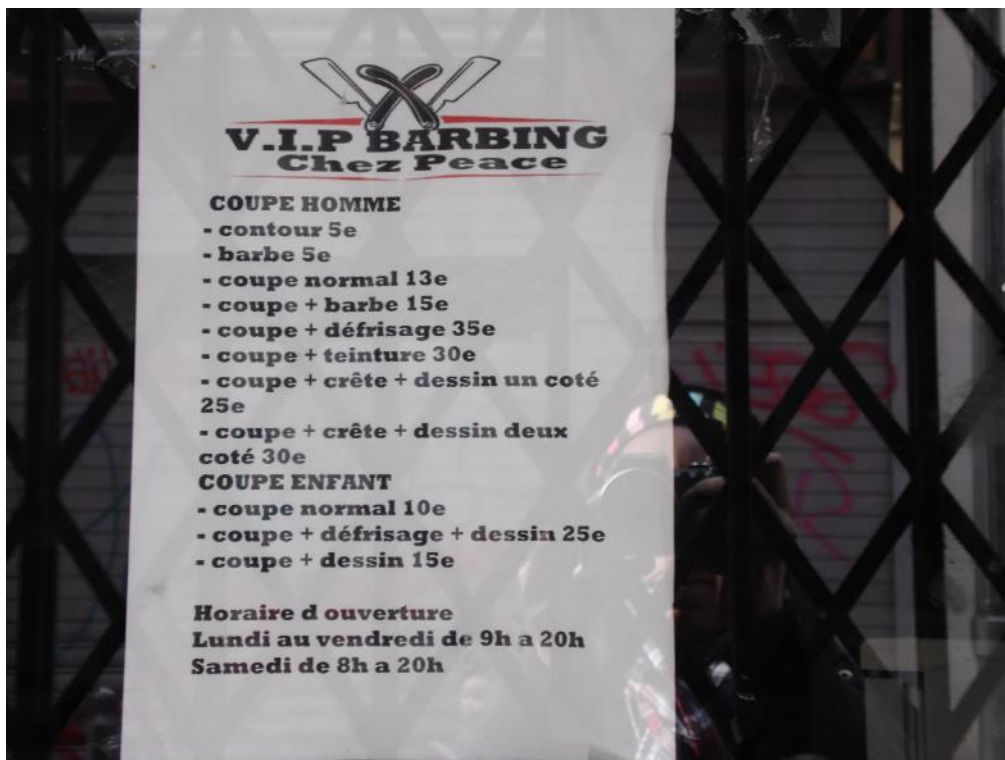 V.I.P BARBING
Chez Peace
COUPE HOMME
- contour 5e
- barbe 5e
- coupe normal 13e
- coupe + barbe 15e
- coupe + défrisage 35e
- coupe + teinture 30e
- coupe + crête + dessin un coté
25e
- coupe + crête + dessin deux
coté 30e
COUPE ENFANT
- coupe normal 10e
- coupe + défrisage + dessin 25e
- coupe + dessin 15e
Horaire d ouverture
Lundi au vendredi de 9h a 20h
Samedi de 8h a 20h